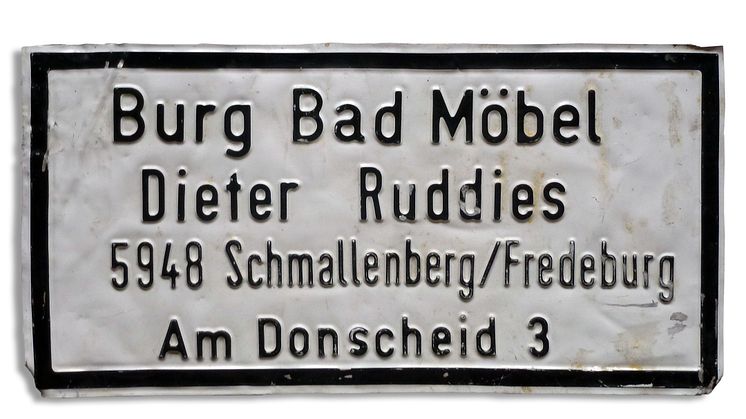 Burg Bad Möbel
Dieter Ruddies
5948 Schmallenberg/Fredeburg
Am Donscheid 3